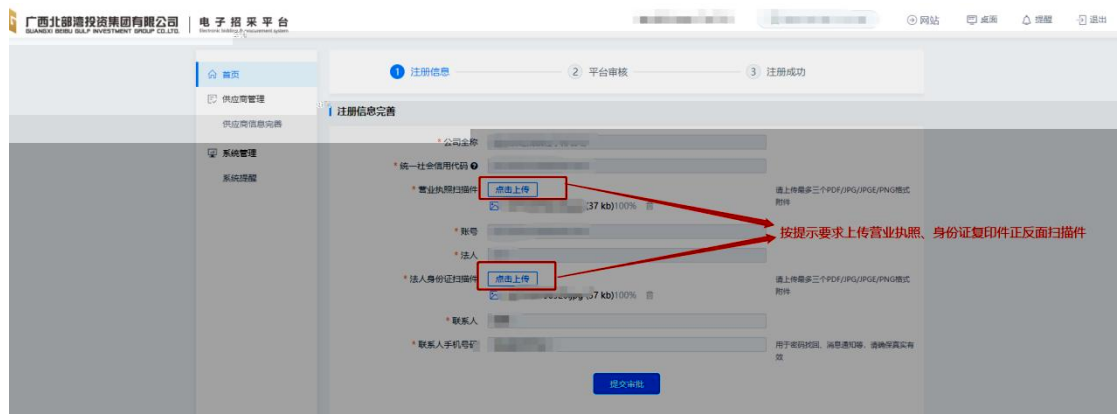 广西北部湾投资集团有限公司
GUANGXI BEIBU GULF INVESTMENT GROUP CO.,LTD.
电子招采平台
Electronic bidding & procurement system
网站 桌面 提醒 退出
首页
供应商管理
供应商信息完善
系统管理
系统提醒
1 注册信息 2 平台审核 3 注册成功
注册信息完善
* 公司全称
* 统一社会信用代码
* 营业执照扫描件 点击上传 请上传最多三个PDF/JPG/JPGE/PNG格式
附件
(37 kb)100%
* 账号
按提示要求上传营业执照、身份证复印件正反面扫描件
* 法人
* 法人身份证扫描件 点击上传 请上传最多三个PDF/JPG/JPGE/PNG格式
附件
kb)100%
* 联系人
* 联系人手机号码 用于密码找回、消息通知等，请确保真实有
效
提交审批